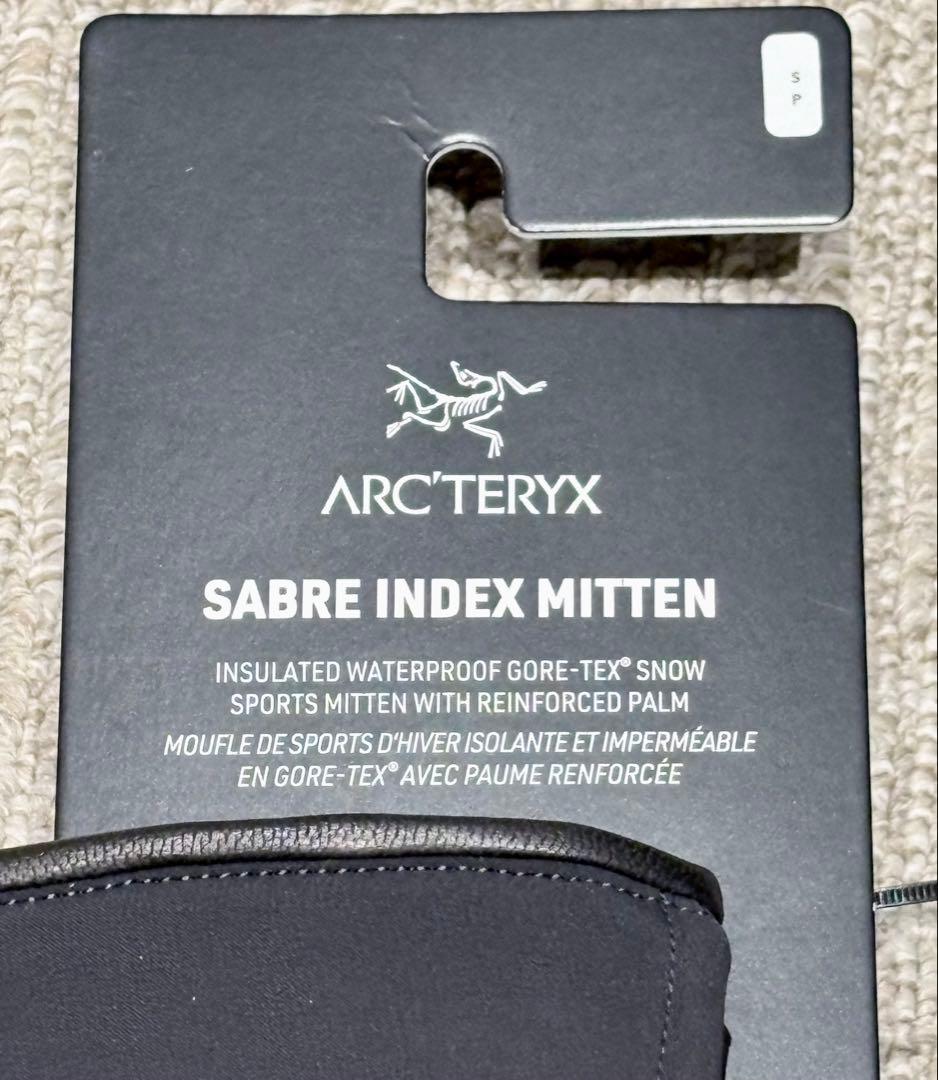 S
P
ARC'TERYX
SABRE INDEX MITTEN
INSULATED WATERPROOF GORE-TEX® SNOW
SPORTS MITTEN WITH REINFORCED PALM
MOUFLE DE SPORTS D'HIVER ISOLANTE ET IMPERMÉABLE
EN GORE-TEX® AVEC PAUME RENFORCÉE